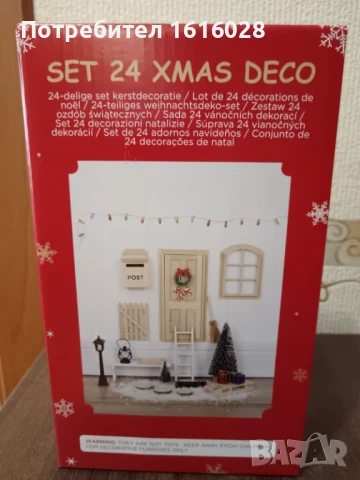 Потребител 1616028
SET 24 XMAS DECO
24-delige set kerstdecoratie / Lot de 24 décorations de
noël / 24-teiliges weihnachtsdeko-set / Zestaw 24
ozdób świątecznych / Sada 24 vánočních dekorací /
Set 24 decorazioni natalizie / Súprava 24 vianočných
dekorácií / Set de 24 adornos navideños / Conjunto de
24 decorações de natal
POST
WARNING: THEY ARE NOT TOYS. KEEP AWAY FROM
FOR DECORATIVE PURPOSES ONLY
BAZAR